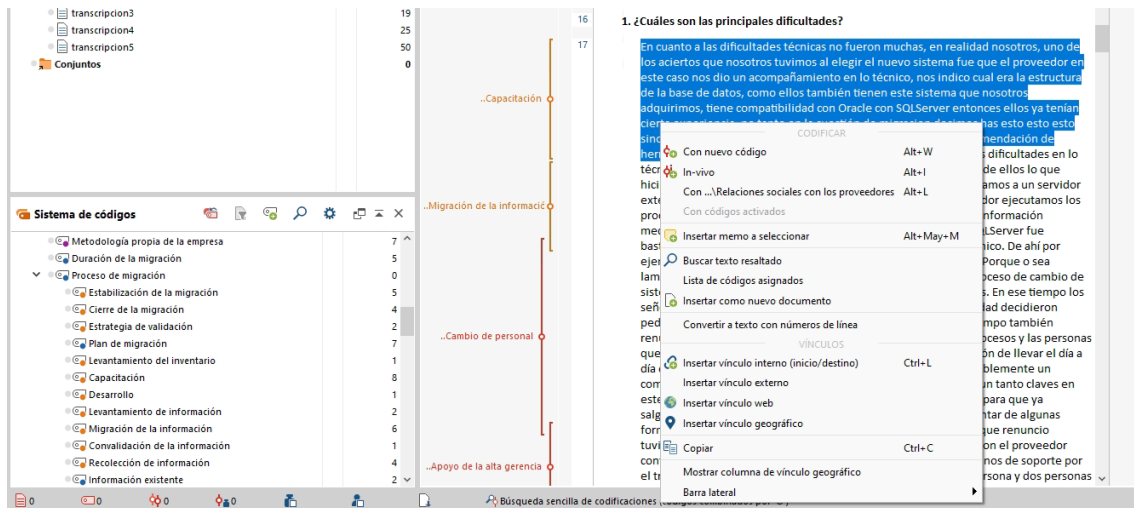 transcripcion3 19
transcripcion4 25
transcripcion5 50
Conjuntos 0
Sistema de códigos
Metodología propia de la empresa 7
Duración de la migración 5
Proceso de migración 0
Estabilización de la migración 5
Cierre de la migración 4
Estrategia de validación 2
Plan de migración 7
Levantamiento del inventario 1
Capacitación 8
Desarrollo 1
Levantamiento de información 2
Migración de la información 6
Convalidación de la información 1
Recolección de información 4
Información existente 2
..Capacitación
..Migración de la informació
..Cambio de personal
..Apoyo de la alta gerencia
16 1. ¿Cuáles son las principales dificultades?
17 En cuanto a las dificultades técnicas no fueron muchas, en realidad nosotros, uno de
los aciertos que nosotros tuvimos al elegir el nuevo sistema fue que el proveedor en
este caso nos dio un acompañamiento en lo técnico, nos indico cual era la estructura
de la base de datos, como ellos también tienen este sistema que nosotros
adquirimos, tiene compatibilidad con Oracle con SQLServer entonces ellos ya tenían
has esto esto esto
dificultades en lo
de ellos lo que
amos a un servidor
dor ejecutamos los
nformación
QLServer fue
nico. De ahí por
Porque o sea
oceso de cambio de
s. En ese tiempo los
dad decidieron
mpo también
ocesos y las personas
ón de llevar el día a
blemente un
un tanto claves en
para que ya
ntar de algunas
que renuncio
on el proveedor
nos de soporte por
rsona y dos personas
CODIFICAR
Con nuevo código Alt+W
In-vivo Alt+I
Con ...\Relaciones sociales con los proveedores Alt+L
Con códigos activados
Insertar memo a seleccionar Alt+May+M
Buscar texto resaltado
Lista de códigos asignados
Insertar como nuevo documento
Convertir a texto con números de línea
VÍNCULOS
Insertar vínculo interno (inicio/destino) Ctrl+L
Insertar vínculo externo
Insertar vínculo web
Insertar vínculo geográfico
Copiar Ctrl+C
Mostrar columna de vínculo geográfico
Barra lateral
0 0 0 0 Búsqueda sencilla de codificaciones